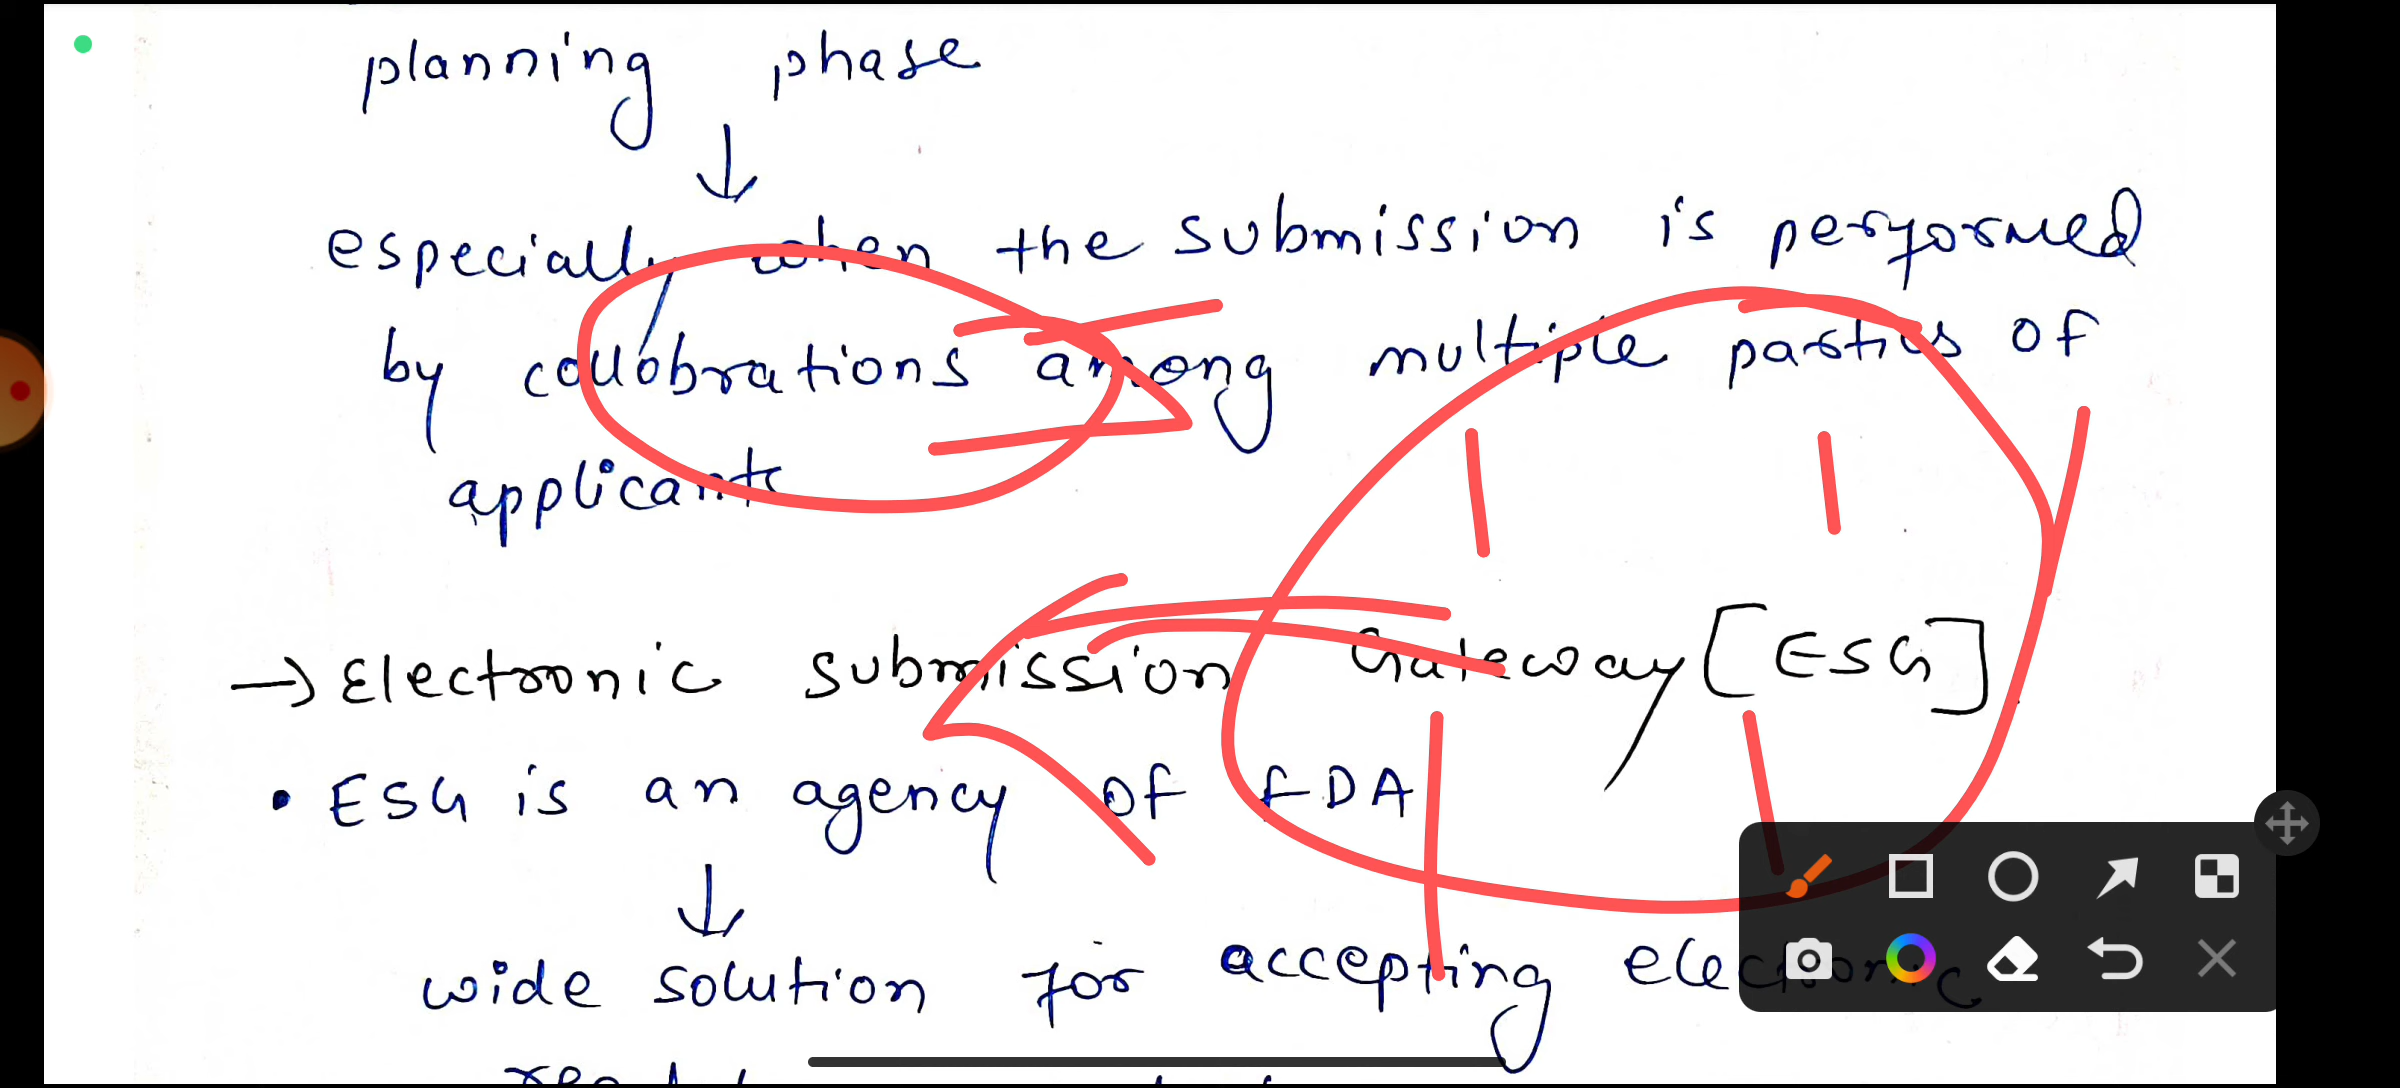 planning phase
↓
especially when the submission is performed
by collobrations among multiple parties of
applicants
→ Electronic submission Gateway [ESG]
• ESG is an agency of FDA
↓
wide solution for accepting electronic